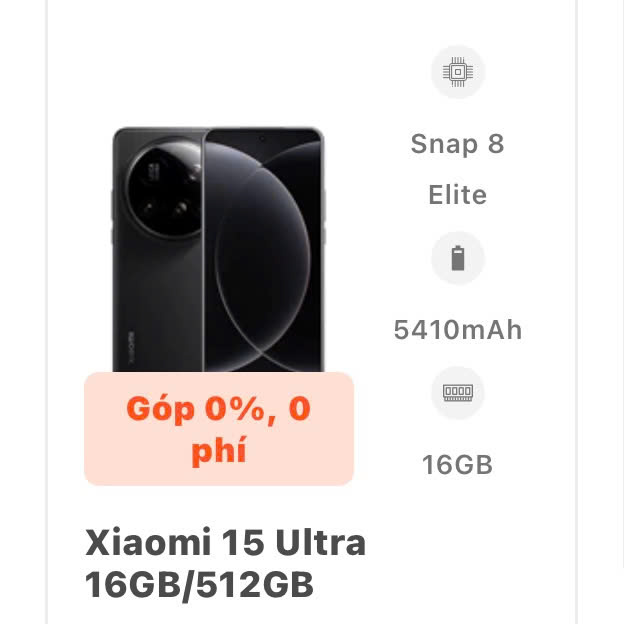 Snap 8
Elite
5410mAh
16GB
Góp 0%, 0
phí
Xiaomi 15 Ultra
16GB/512GB